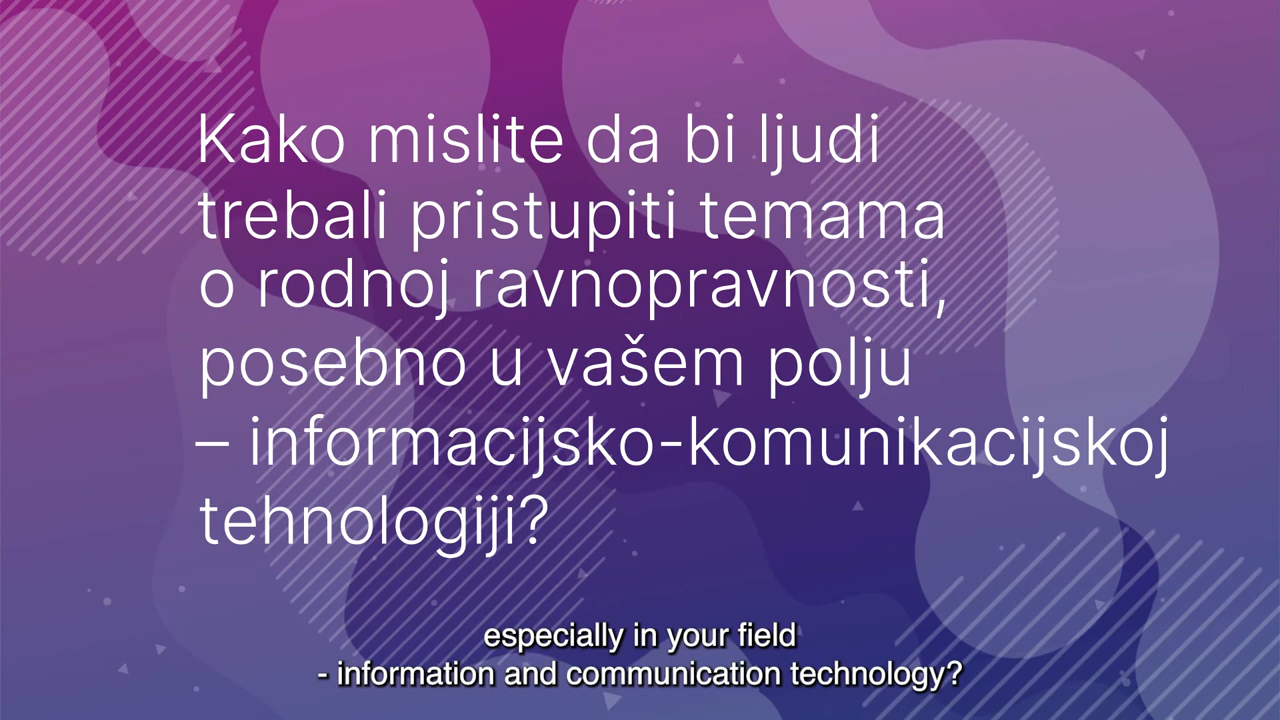 Kako mislite da bi ljudi
trebali pristupiti temama
o rodnoj ravnopravnosti,
posebno u vašem polju
– informacijsko-komunikacijskoj
tehnologiji?
especially in your field
- information and communication technology?